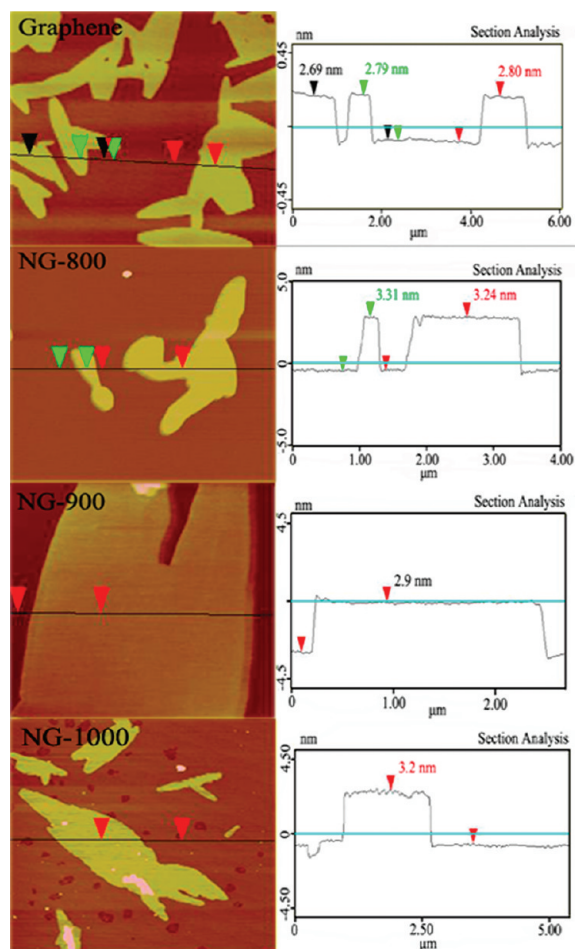 Graphene
nm Section Analysis
0.45
2.69 nm 2.79 nm 2.80 nm
-0.45
0 2.00 4.00 6.00
μm
NG-800
nm Section Analysis
5.0
3.31 nm 3.24 nm
0
-5.0
1.00 2.00 3.00 4.00
μm
NG-900
nm Section Analysis
4.5
2.9 nm
-4.5
0 1.00 2.00
μm
NG-1000
nm Section Analysis
4.50
3.2 nm
0
-4.50
0 2.50 5.00
μm